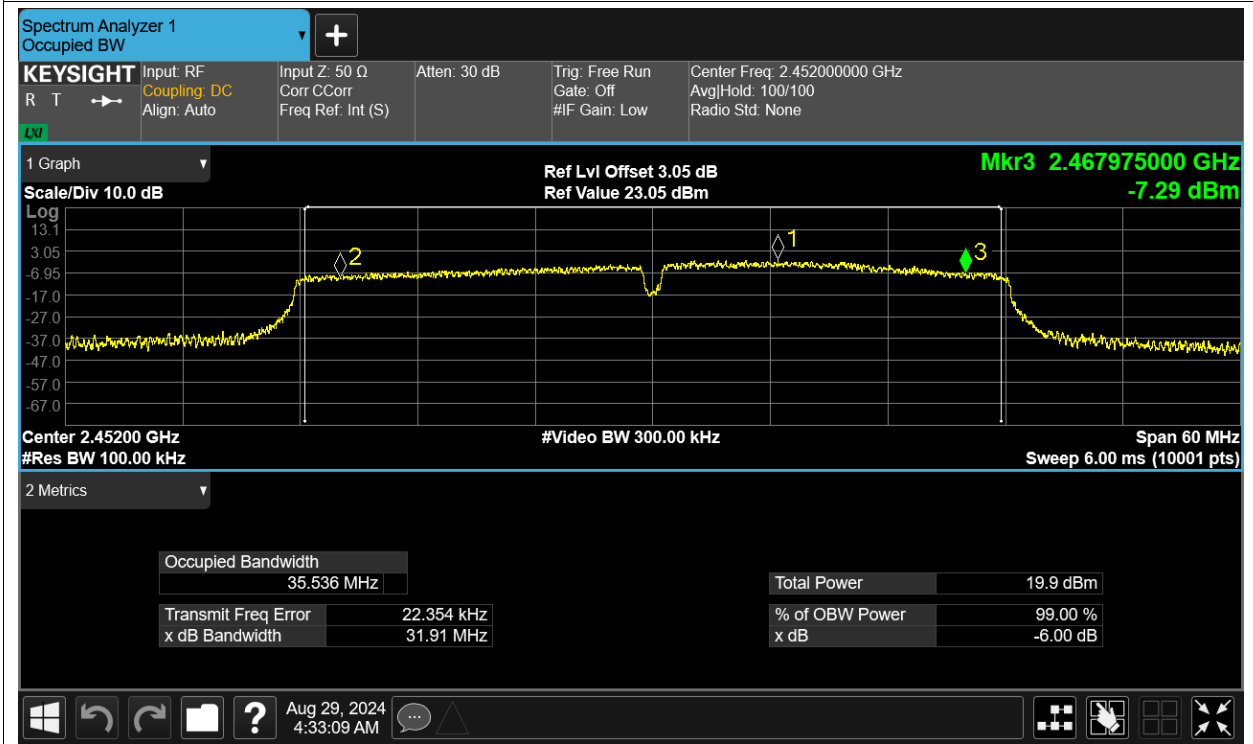 Spectrum Analyzer 1
Occupied BW
KEYSIGHT
R T
LXI
Input: RF
Coupling: DC
Align: Auto
Input Z: 50 Ω
Corr CCorr
Freq Ref: Int (S)
Atten: 30 dB
Trig: Free Run
Gate: Off
#IF Gain: Low
Center Freq: 2.452000000 GHz
Avg|Hold: 100/100
Radio Std: None
1 Graph
Scale/Div 10.0 dB
Ref Lvl Offset 3.05 dB
Ref Value 23.05 dBm
Mkr3 2.467975000 GHz
-7.29 dBm
Log
13.1
3.05
-6.95
-17.0
-27.0
-37.0
-47.0
-57.0
-67.0
2
1
3
Center 2.45200 GHz
#Res BW 100.00 kHz
#Video BW 300.00 kHz
Span 60 MHz
Sweep 6.00 ms (10001 pts)
2 Metrics
Occupied Bandwidth
35.536 MHz
Transmit Freq Error 22.354 kHz
x dB Bandwidth 31.91 MHz
Total Power 19.9 dBm
% of OBW Power 99.00 %
x dB -6.00 dB
?
Aug 29, 2024
4:33:09 AM